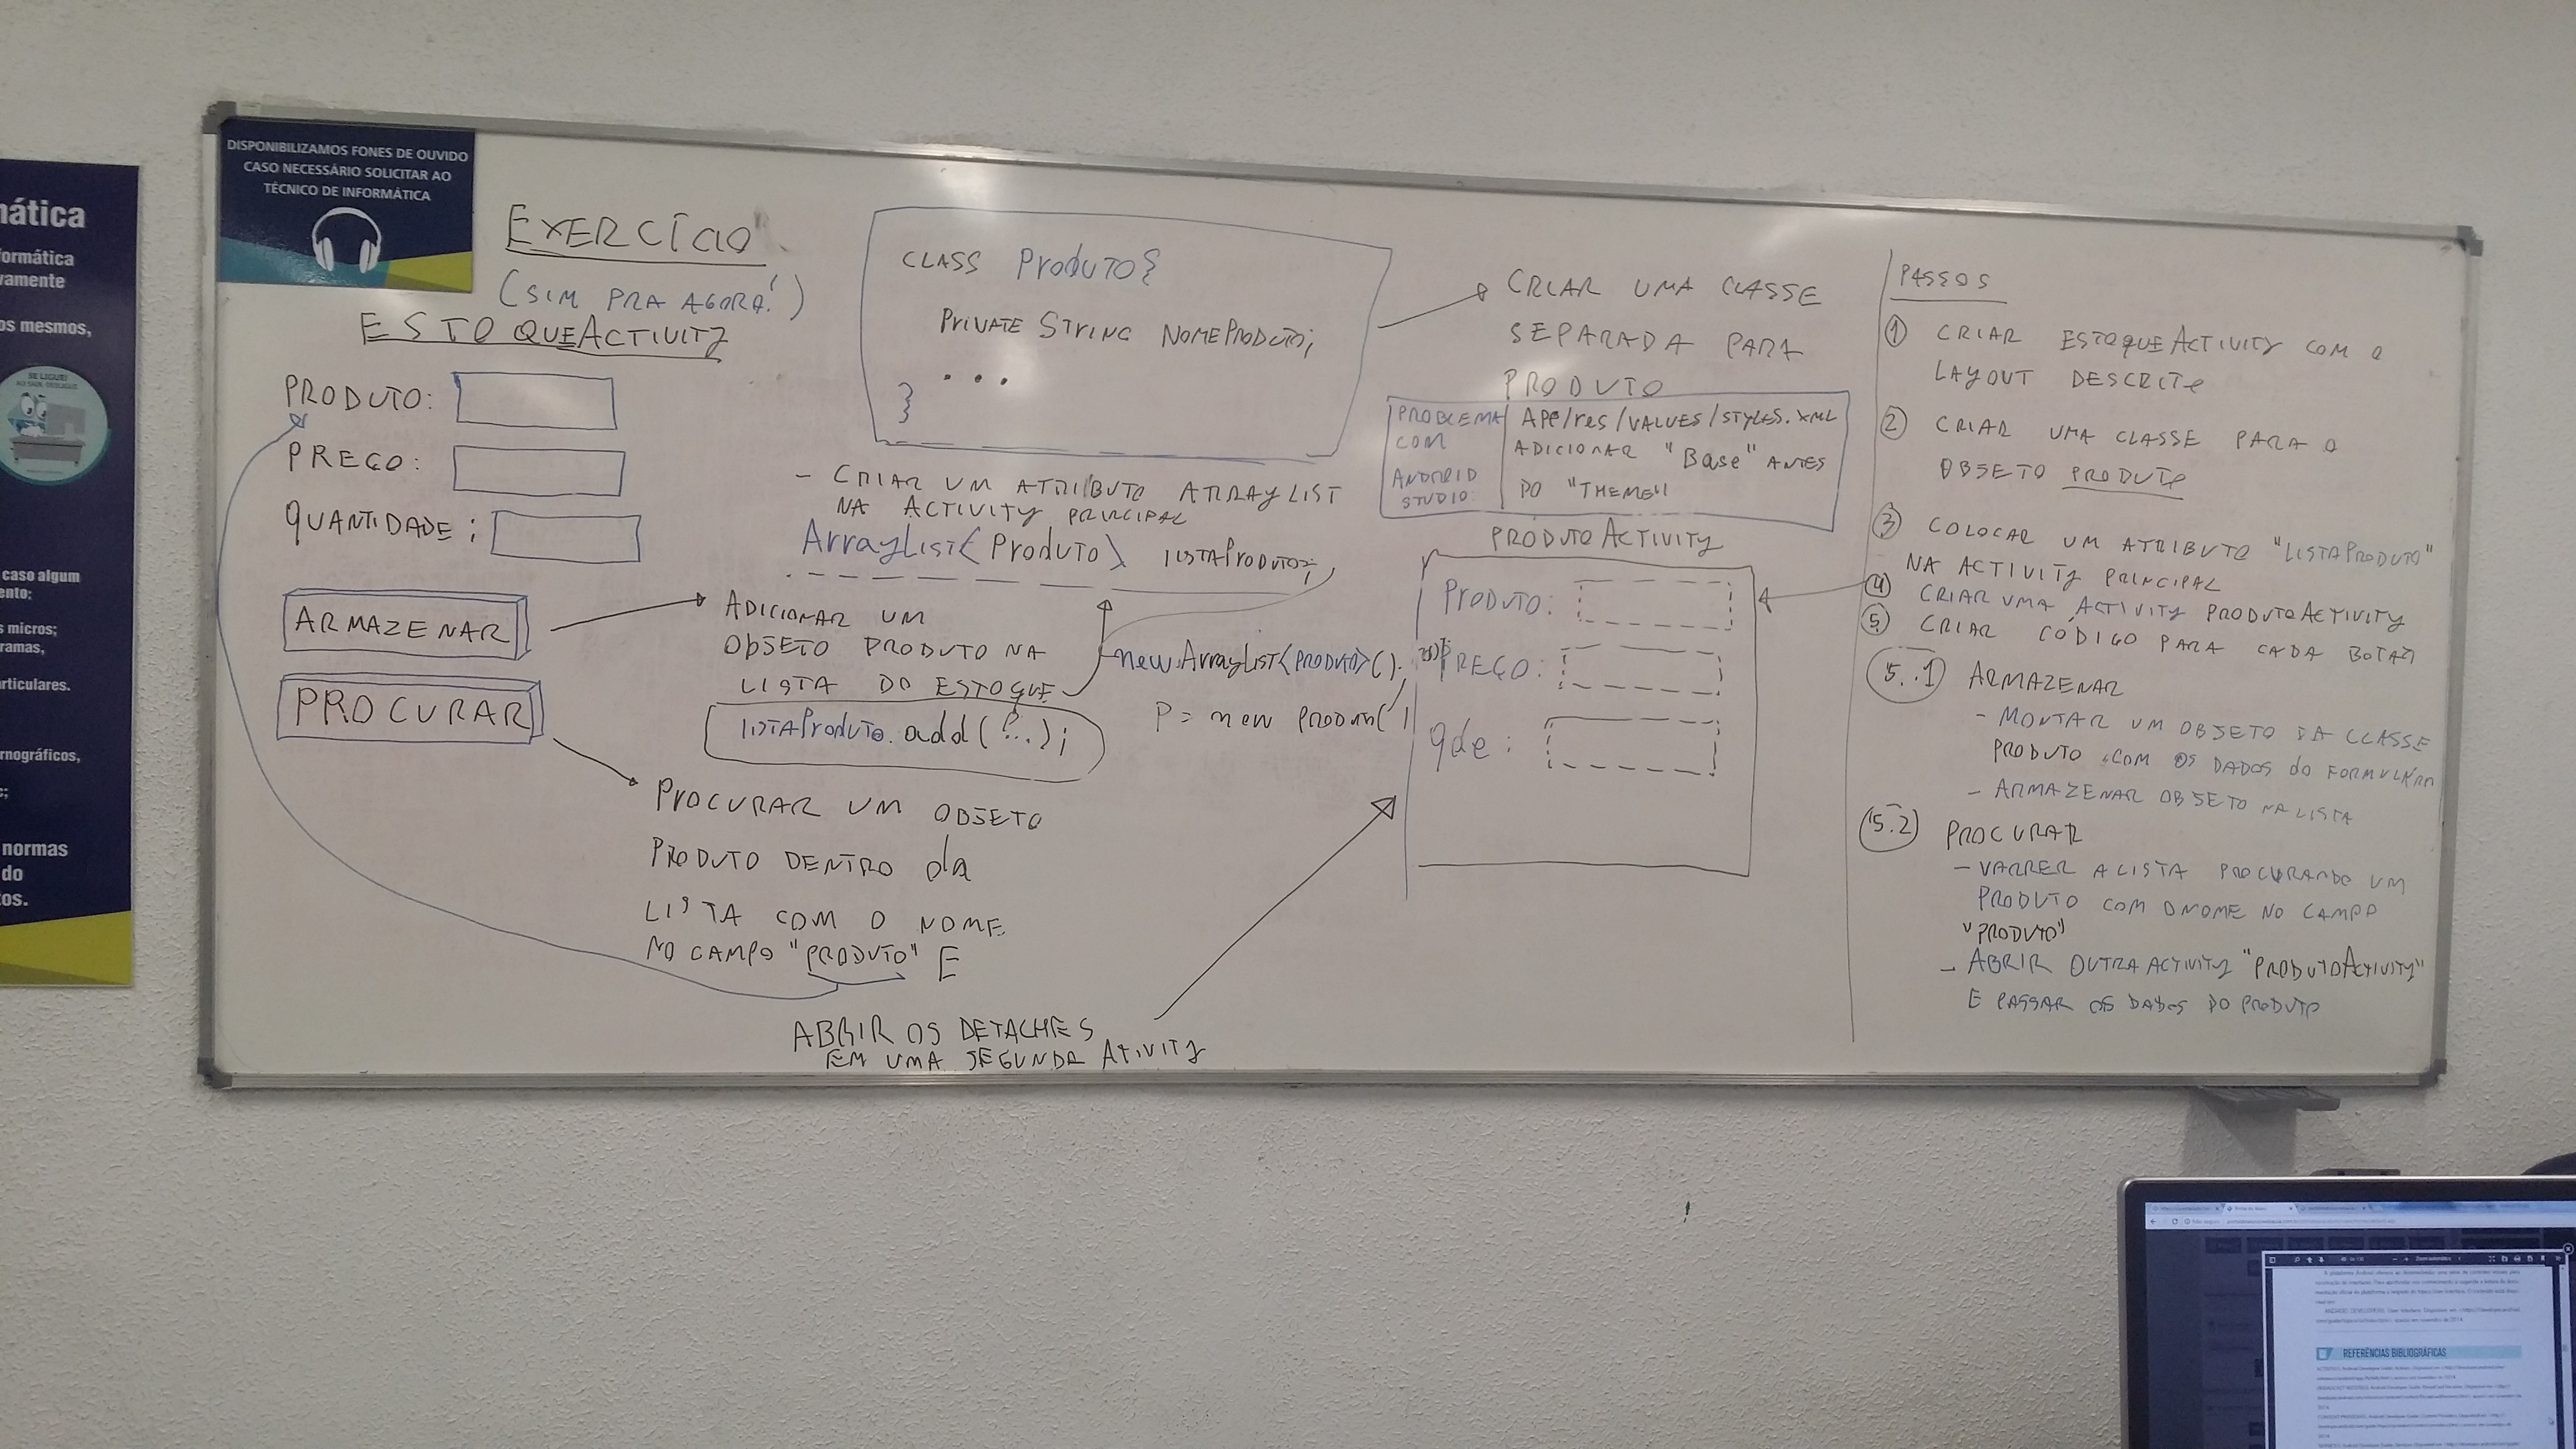 DISPONIBILIZAMOS FONES DE OUVIDO
CASO NECESSÁRIO SOLICITAR AO
TÉCNICO DE INFORMÁTICA
mática
formática
vamente
os mesmos,
SE LIGUE!
caso algum
ento;
s micros;
ramas,
articulares.
rnográficos,
s;
normas
do
tos.
EXERCÍCIO
(SIM PRA AGORA!)
ESTOQUEACTIVITY
PRODUTO:
PREÇO:
QUANTIDADE:
ARMAZENAR
PROCURAR
CLASS PRODUTO{
PRIVATE STRING NOMEPRODUTO;
...
}
- CRIAR UM ATRIBUTO ARRAYLIST
NA ACTIVITY PRINCIPAL
ArrayList<Produto> LISTAPRODUTO;
ADICIONAR UM
OBJETO PRODUTO NA
LISTA DO ESTOQUE
LISTAPRODUTO.add(P...);
new ArrayList<PRODUTO>();
P = new PRODUTO()
PROCURAR UM OBJETO
PRODUTO DENTRO da
LISTA COM O NOME
NO CAMPO "PRODUTO" E
ABRIR OS DETALHES
EM UMA SEGUNDA ATIVITY
CRIAR UMA CLASSE
SEPARADA PARA
PRODUTO
PROBLEMA
COM
ANDROID
STUDIO:
APP/res/VALUES/STYLES.XML
ADICIONAR "Base" ANTES
DO "THEME"
PRODUTOACTIVITY
PRODUTO:
PREÇO:
qde:
PASSOS
1 CRIAR ESTOQUEACTIVITY COM O
LAYOUT DESCRITO
2 CRIAR UMA CLASSE PARA O
OBJETO PRODUTO
3 COLOCAR UM ATRIBUTO "LISTAPRODUTO"
NA ACTIVITY PRINCIPAL
4 CRIAR UMA ACTIVITY PRODUTOACTIVITY
5 CRIAR CÓDIGO PARA CADA BOTÃO
5.1 ARMAZENAR
- MONTAR UM OBJETO DA CLASSE
PRODUTO COM OS DADOS do FORMULÁRIO
- ARMAZENAR OBJETO NA LISTA
5.2 PROCURAR
- VARRER A LISTA PROCURANDO UM
PRODUTO COM O NOME NO CAMPO
"PRODUTO"
- ABRIR OUTRA ACTIVITY "PRODUTOACTIVITY"
E PASSAR OS DADOS DO PRODUTO
REFERÊNCIAS BIBLIOGRÁFICAS